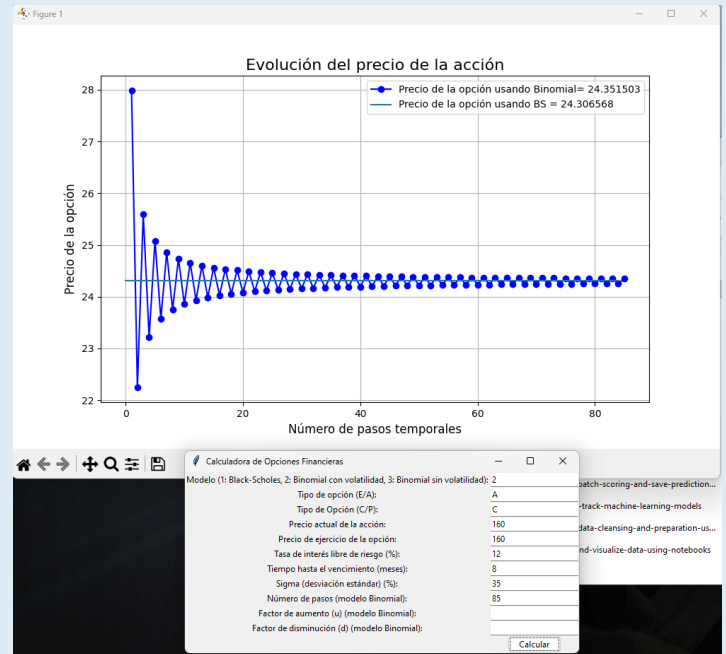 Figure 1
Evolución del precio de la acción
Precio de la opción usando Binomial= 24.351503
Precio de la opción usando BS = 24.306568
28
27
26
25
24
23
22
Precio de la opción
0 20 40 60 80
Número de pasos temporales
Calculadora de Opciones Financieras
Modelo (1: Black-Scholes, 2: Binomial con volatilidad, 3: Binomial sin volatilidad): 2
Tipo de opción (E/A): A
Tipo de Opción (C/P): C
Precio actual de la acción: 160
Precio de ejercicio de la opción: 160
Tasa de interés libre de riesgo (%): 12
Tiempo hasta el vencimiento (meses): 8
Sigma (desviación estándar) (%): 35
Número de pasos (modelo Binomial): 85
Factor de aumento (u) (modelo Binomial):
Factor de disminución (d) (modelo Binomial):
Calcular
atch-scoring-and-save-prediction...
-track-machine-learning-models
data-cleansing-and-preparation-us...
nd-visualize-data-using-notebooks